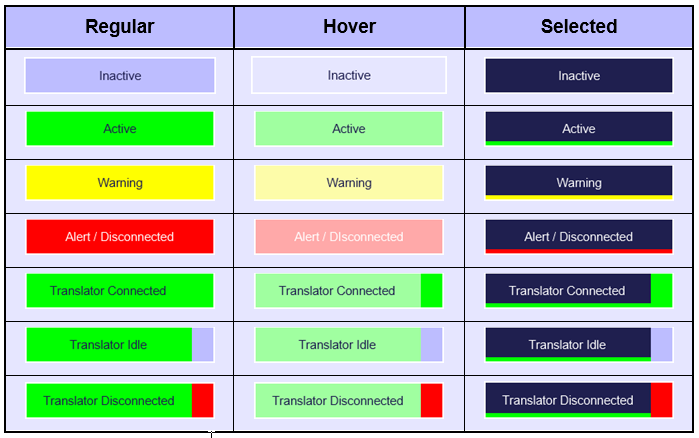 Regular Hover Selected
Inactive Inactive Inactive
Active Active Active
Warning Warning Warning
Alert / Disconnected Alert / DIsconnected Alert / Disconnected
Translator Connected Translator Connected Translator Connected
Translator Idle Translator Idle Translator Idle
Translator Disconnected Translator Disconnected Translator Disconnected